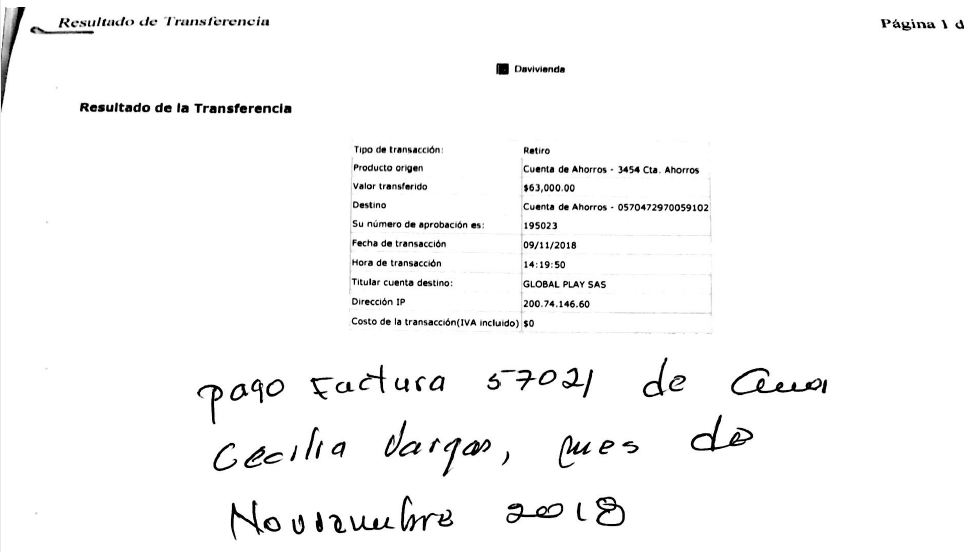 Resultado de Transferencia
Página 1 d
Davivienda
Resultado de la Transferencia
Tipo de transacción: Retiro
Producto origen Cuenta de Ahorros - 3454 Cta. Ahorros
Valor transferido $63,000.00
Destino Cuenta de Ahorros - 0570472970059102
Su número de aprobación es: 195023
Fecha de transacción 09/11/2018
Hora de transacción 14:19:50
Titular cuenta destino: GLOBAL PLAY SAS
Dirección IP 200.74.146.60
Costo de la transacción(IVA incluido) $0
pago Factura 57021 de Ana
Cecilia Vargas, mes de
Noviembre 2018